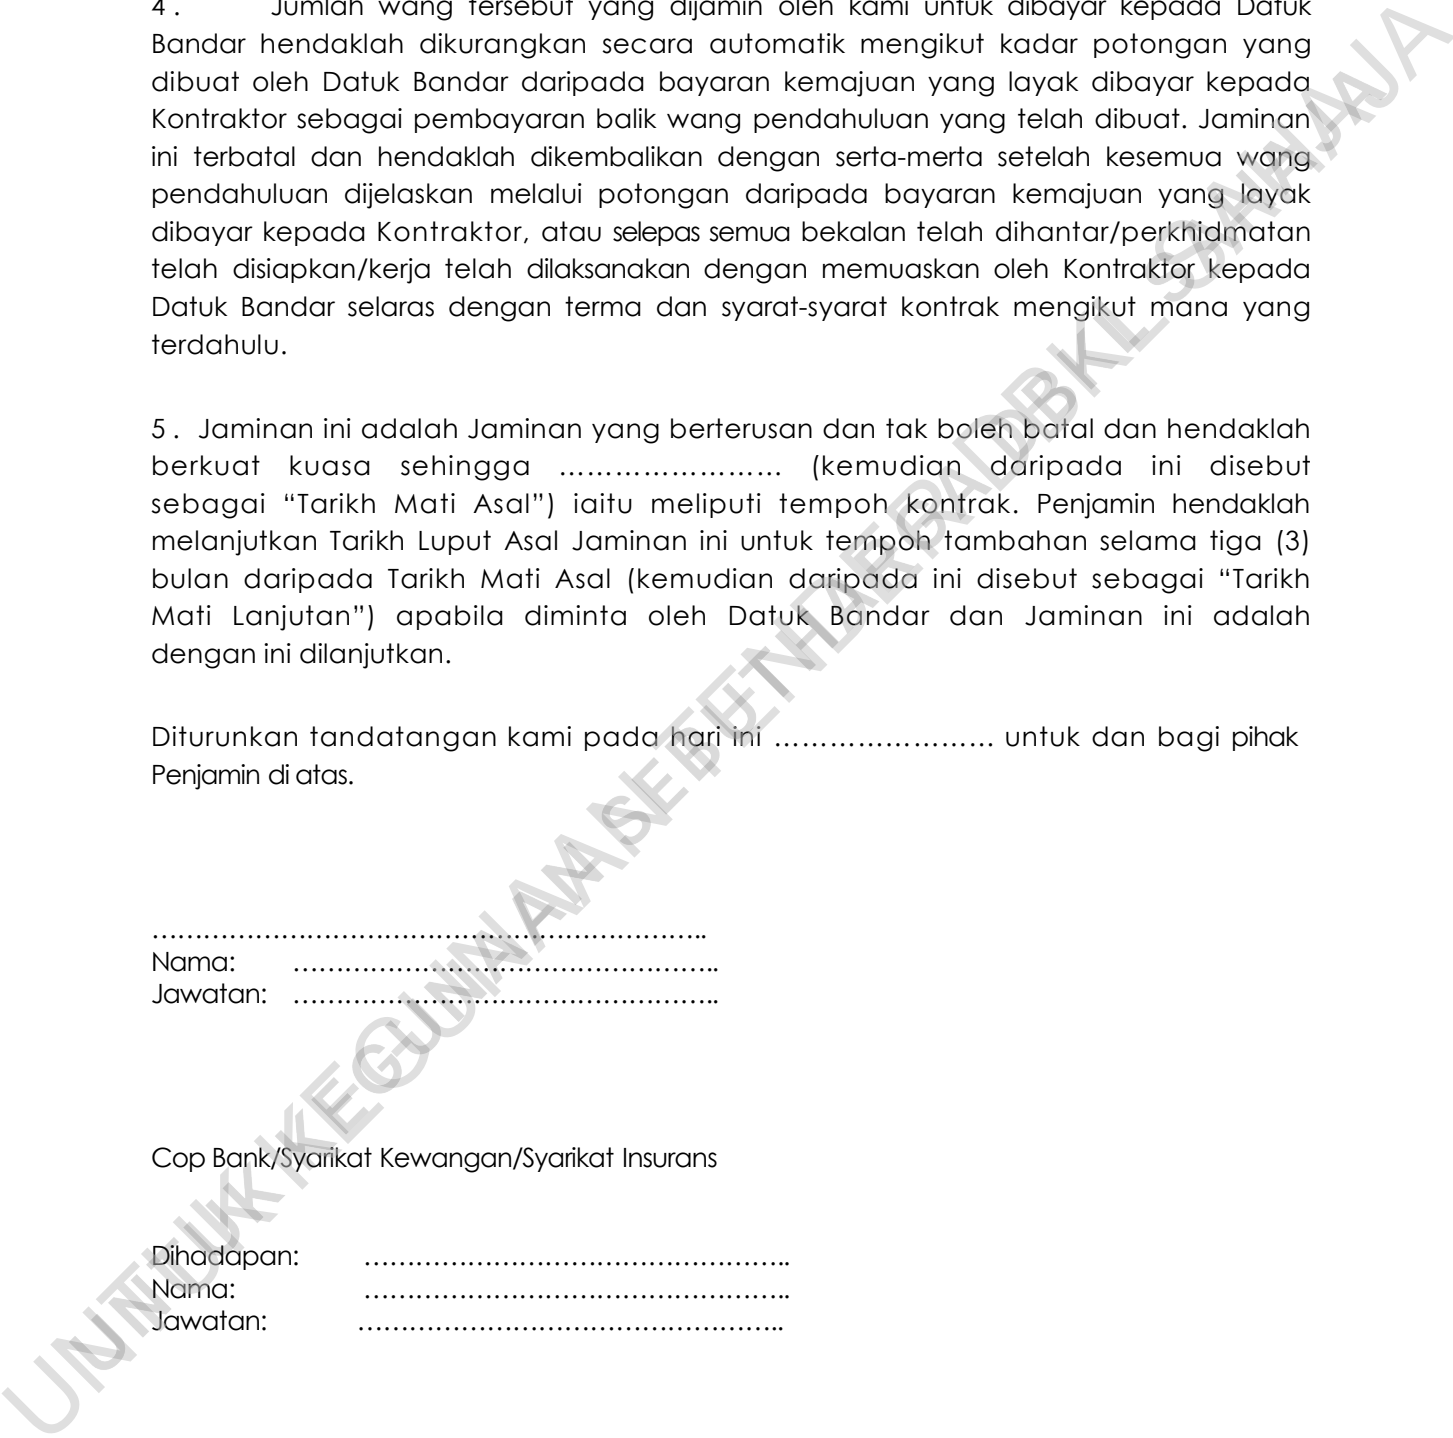 4 . Jumlah wang tersebut yang dijamin oleh kami untuk dibayar kepada Datuk
Bandar hendaklah dikurangkan secara automatik mengikut kadar potongan yang
dibuat oleh Datuk Bandar daripada bayaran kemajuan yang layak dibayar kepada
Kontraktor sebagai pembayaran balik wang pendahuluan yang telah dibuat. Jaminan
ini terbatal dan hendaklah dikembalikan dengan serta-merta setelah kesemua wang
pendahuluan dijelaskan melalui potongan daripada bayaran kemajuan yang layak
dibayar kepada Kontraktor, atau selepas semua bekalan telah dihantar/perkhidmatan
telah disiapkan/kerja telah dilaksanakan dengan memuaskan oleh Kontraktor kepada
Datuk Bandar selaras dengan terma dan syarat-syarat kontrak mengikut mana yang
terdahulu.
5 . Jaminan ini adalah Jaminan yang berterusan dan tak boleh batal dan hendaklah
berkuat kuasa sehingga …………………… (kemudian daripada ini disebut
sebagai “Tarikh Mati Asal”) iaitu meliputi tempoh kontrak. Penjamin hendaklah
melanjutkan Tarikh Luput Asal Jaminan ini untuk tempoh tambahan selama tiga (3)
bulan daripada Tarikh Mati Asal (kemudian daripada ini disebut sebagai “Tarikh
Mati Lanjutan”) apabila diminta oleh Datuk Bandar dan Jaminan ini adalah
dengan ini dilanjutkan.
Diturunkan tandatangan kami pada hari ini …………………… untuk dan bagi pihak
Penjamin di atas.
……………………………………………………..
Nama: ………………………………………..
Jawatan: ………………………………………..
Cop Bank/Syarikat Kewangan/Syarikat Insurans
Dihadapan: ………………………………………..
Nama: ………………………………………..
Jawatan: ………………………………………..
UNTUK KEGUNAAN SEBUTHARGA DBKL SAHAJA